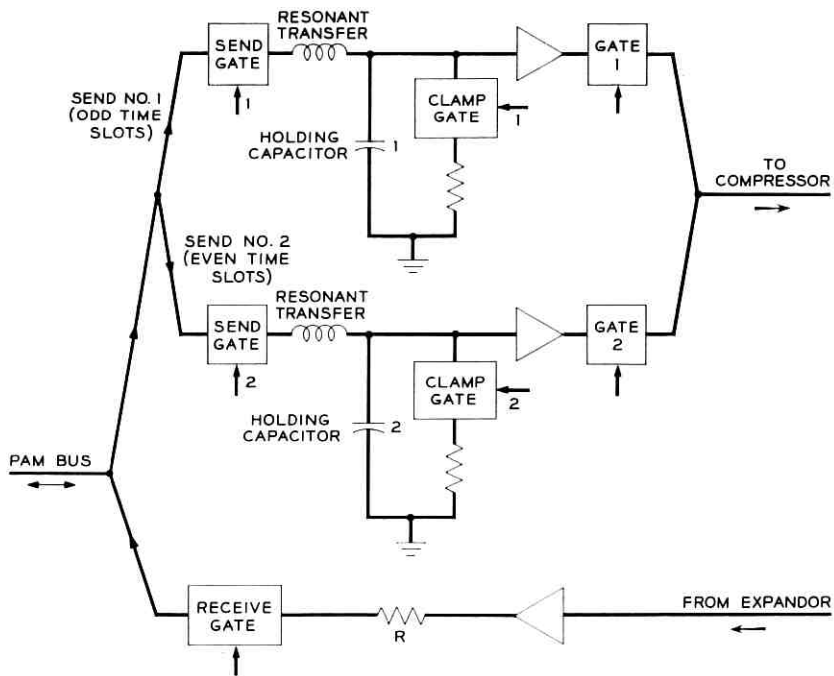 RESONANT
TRANSFER
SEND
GATE
1
SEND NO. 1
(ODD TIME
SLOTS)
HOLDING
CAPACITOR
1
CLAMP
GATE
1
GATE
1
TO
COMPRESSOR
SEND NO. 2
(EVEN TIME
SLOTS)
RESONANT
TRANSFER
SEND
GATE
2
HOLDING
CAPACITOR
2
CLAMP
GATE
2
GATE
2
PAM BUS
RECEIVE
GATE
R
FROM EXPANDOR